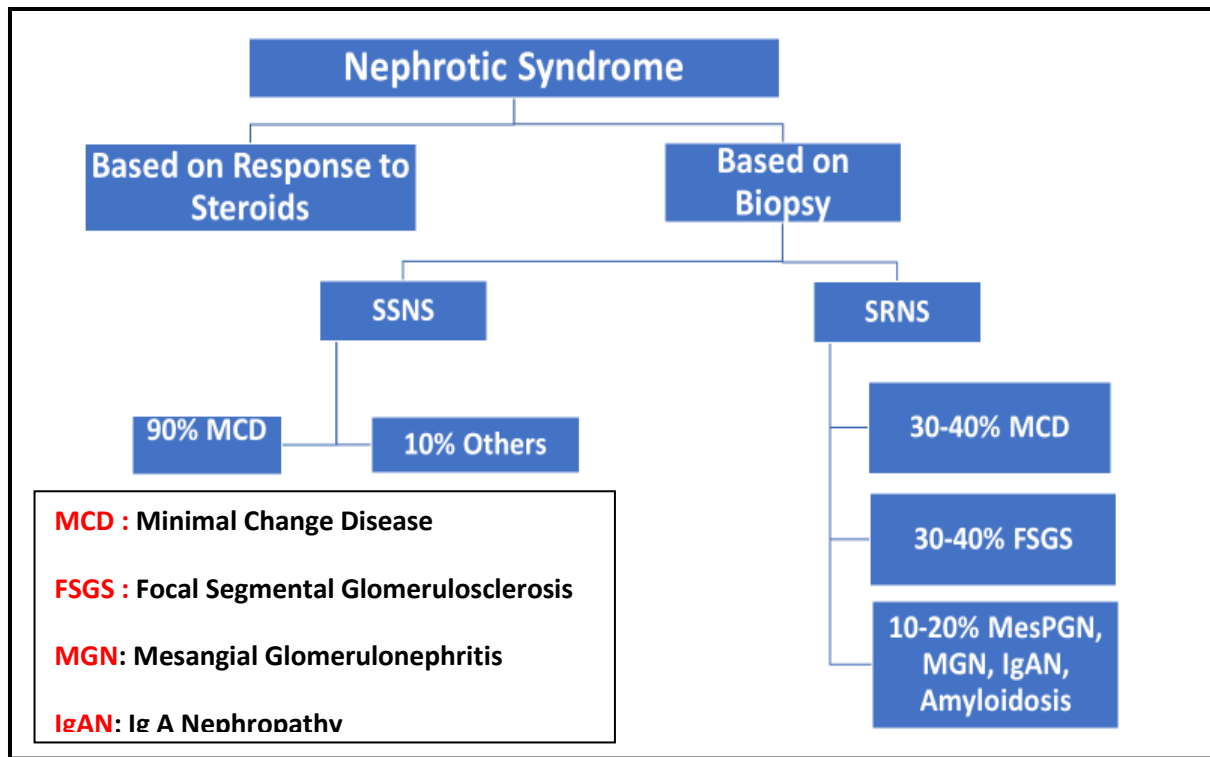 Nephrotic Syndrome
Based on Response to
Steroids
Based on
Biopsy
SSNS
SRNS
90% MCD
10% Others
30-40% MCD
30-40% FSGS
10-20% MesPGN,
MGN, IgAN,
Amyloidosis
MCD : Minimal Change Disease
FSGS : Focal Segmental Glomerulosclerosis
MGN: Mesangial Glomerulonephritis
IgAN: Ig A Nephropathy